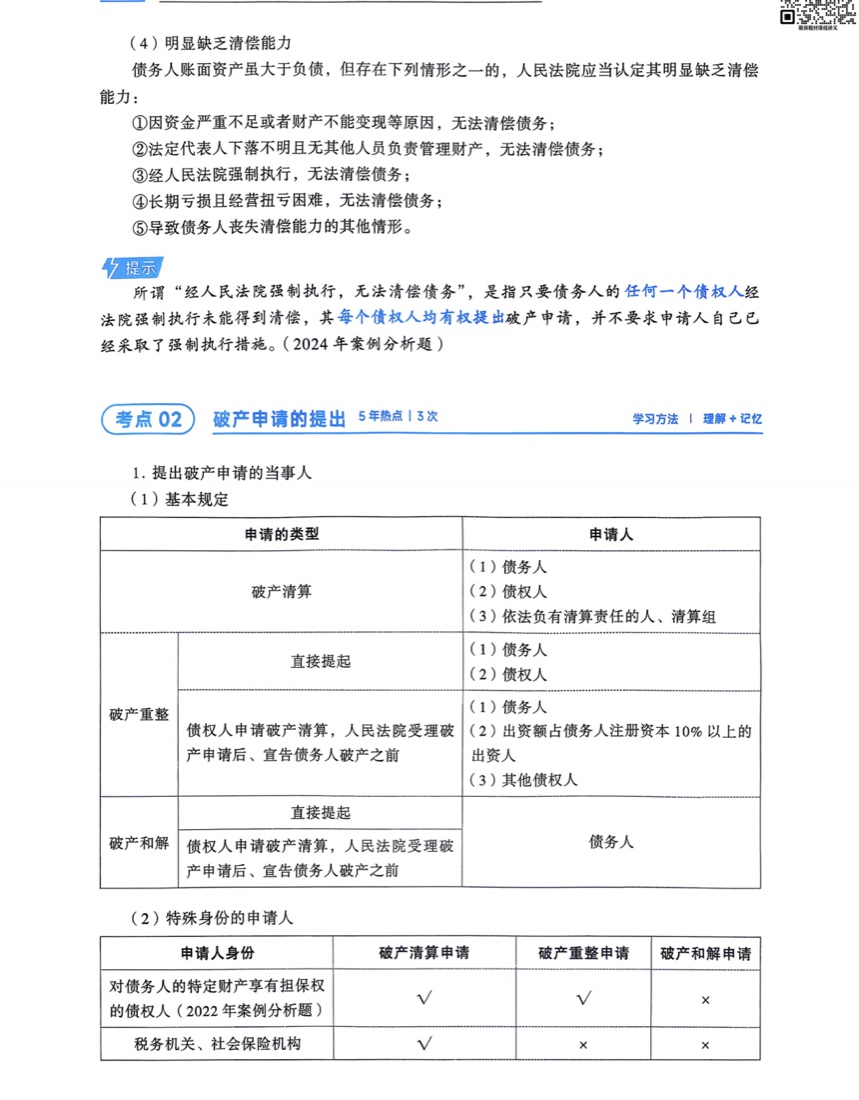 (4)明显缺乏清偿能力
债务人账面资产虽大于负债，但存在下列情形之一的，人民法院应当认定其明显缺乏清偿
能力：
①因资金严重不足或者财产不能变现等原因，无法清偿债务；
②法定代表人下落不明且无其他人员负责管理财产，无法清偿债务；
③经人民法院强制执行，无法清偿债务；
④长期亏损且经营扭亏困难，无法清偿债务；
⑤导致债务人丧失清偿能力的其他情形。
提示
所谓“经人民法院强制执行，无法清偿债务”，是指只要债务人的任何一个债权人经
法院强制执行未能得到清偿，其每个债权人均有权提出破产申请，并不要求申请人自己已
经采取了强制执行措施。(2024年案例分析题)
考点 02 破产申请的提出 5年热点 | 3次 学习方法 | 理解+记忆
1. 提出破产申请的当事人
(1)基本规定
申请的类型 申请人
破产清算
(1)债务人
(2)债权人
(3)依法负有清算责任的人、清算组
破产重整
直接提起
(1)债务人
(2)债权人
债权人申请破产清算，人民法院受理破
产申请后、宣告债务人破产之前
(1)债务人
(2)出资额占债务人注册资本10%以上的
出资人
(3)其他债权人
破产和解
直接提起
债权人申请破产清算，人民法院受理破
产申请后、宣告债务人破产之前
债务人
(2)特殊身份的申请人
申请人身份 破产清算申请 破产重整申请 破产和解申请
对债务人的特定财产享有担保权
的债权人(2022年案例分析题)
√ √ ×
税务机关、社会保险机构 √ × ×